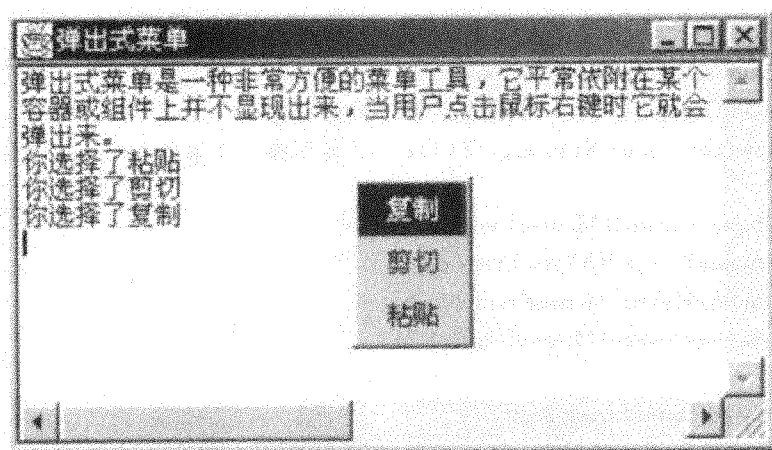 弹出式菜单
弹出式菜单是一种非常方便的菜单工具，它平常依附在某个
容器或组件上并不显现出来，当用户点击鼠标右键时它就会
弹出来。
你选择了粘贴
你选择了剪切
你选择了复制
复制
剪切
粘贴